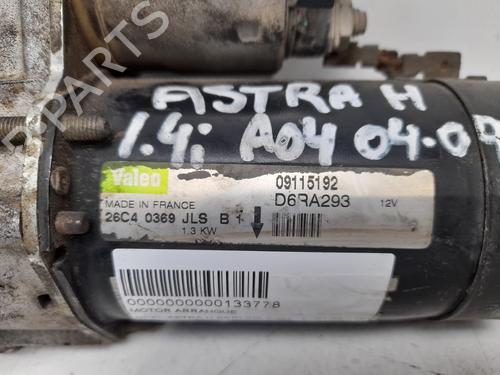 ASTRA H
1.4i A04 04-09
Valeo
09115192
MADE IN FRANCE
D6RA293 12V
26C4 0369 JLS B 1
1.3 KW
0000000000133778
MOTOR ARRANQUE
B-PARTS